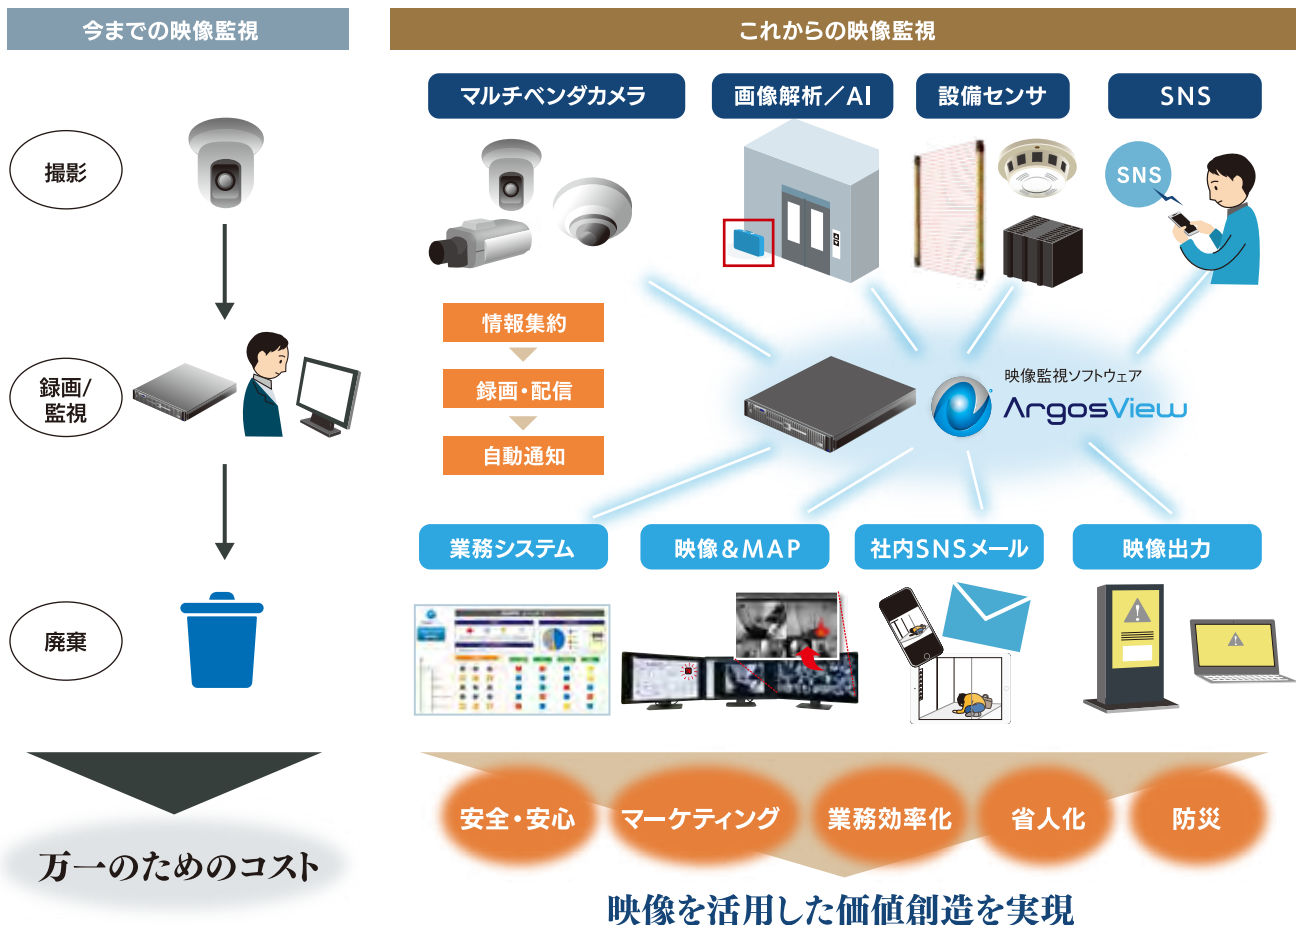 今までの映像監視
撮影
録画/
監視
廃棄
万一のためのコスト
これからの映像監視
マルチベンダカメラ
画像解析／AI
設備センサ
SNS
SNS
情報集約
録画・配信
自動通知
映像監視ソフトウェア
ArgosView
業務システム
映像＆MAP
社内SNSメール
映像出力
安全・安心
マーケティング
業務効率化
省人化
防災
映像を活用した価値創造を実現